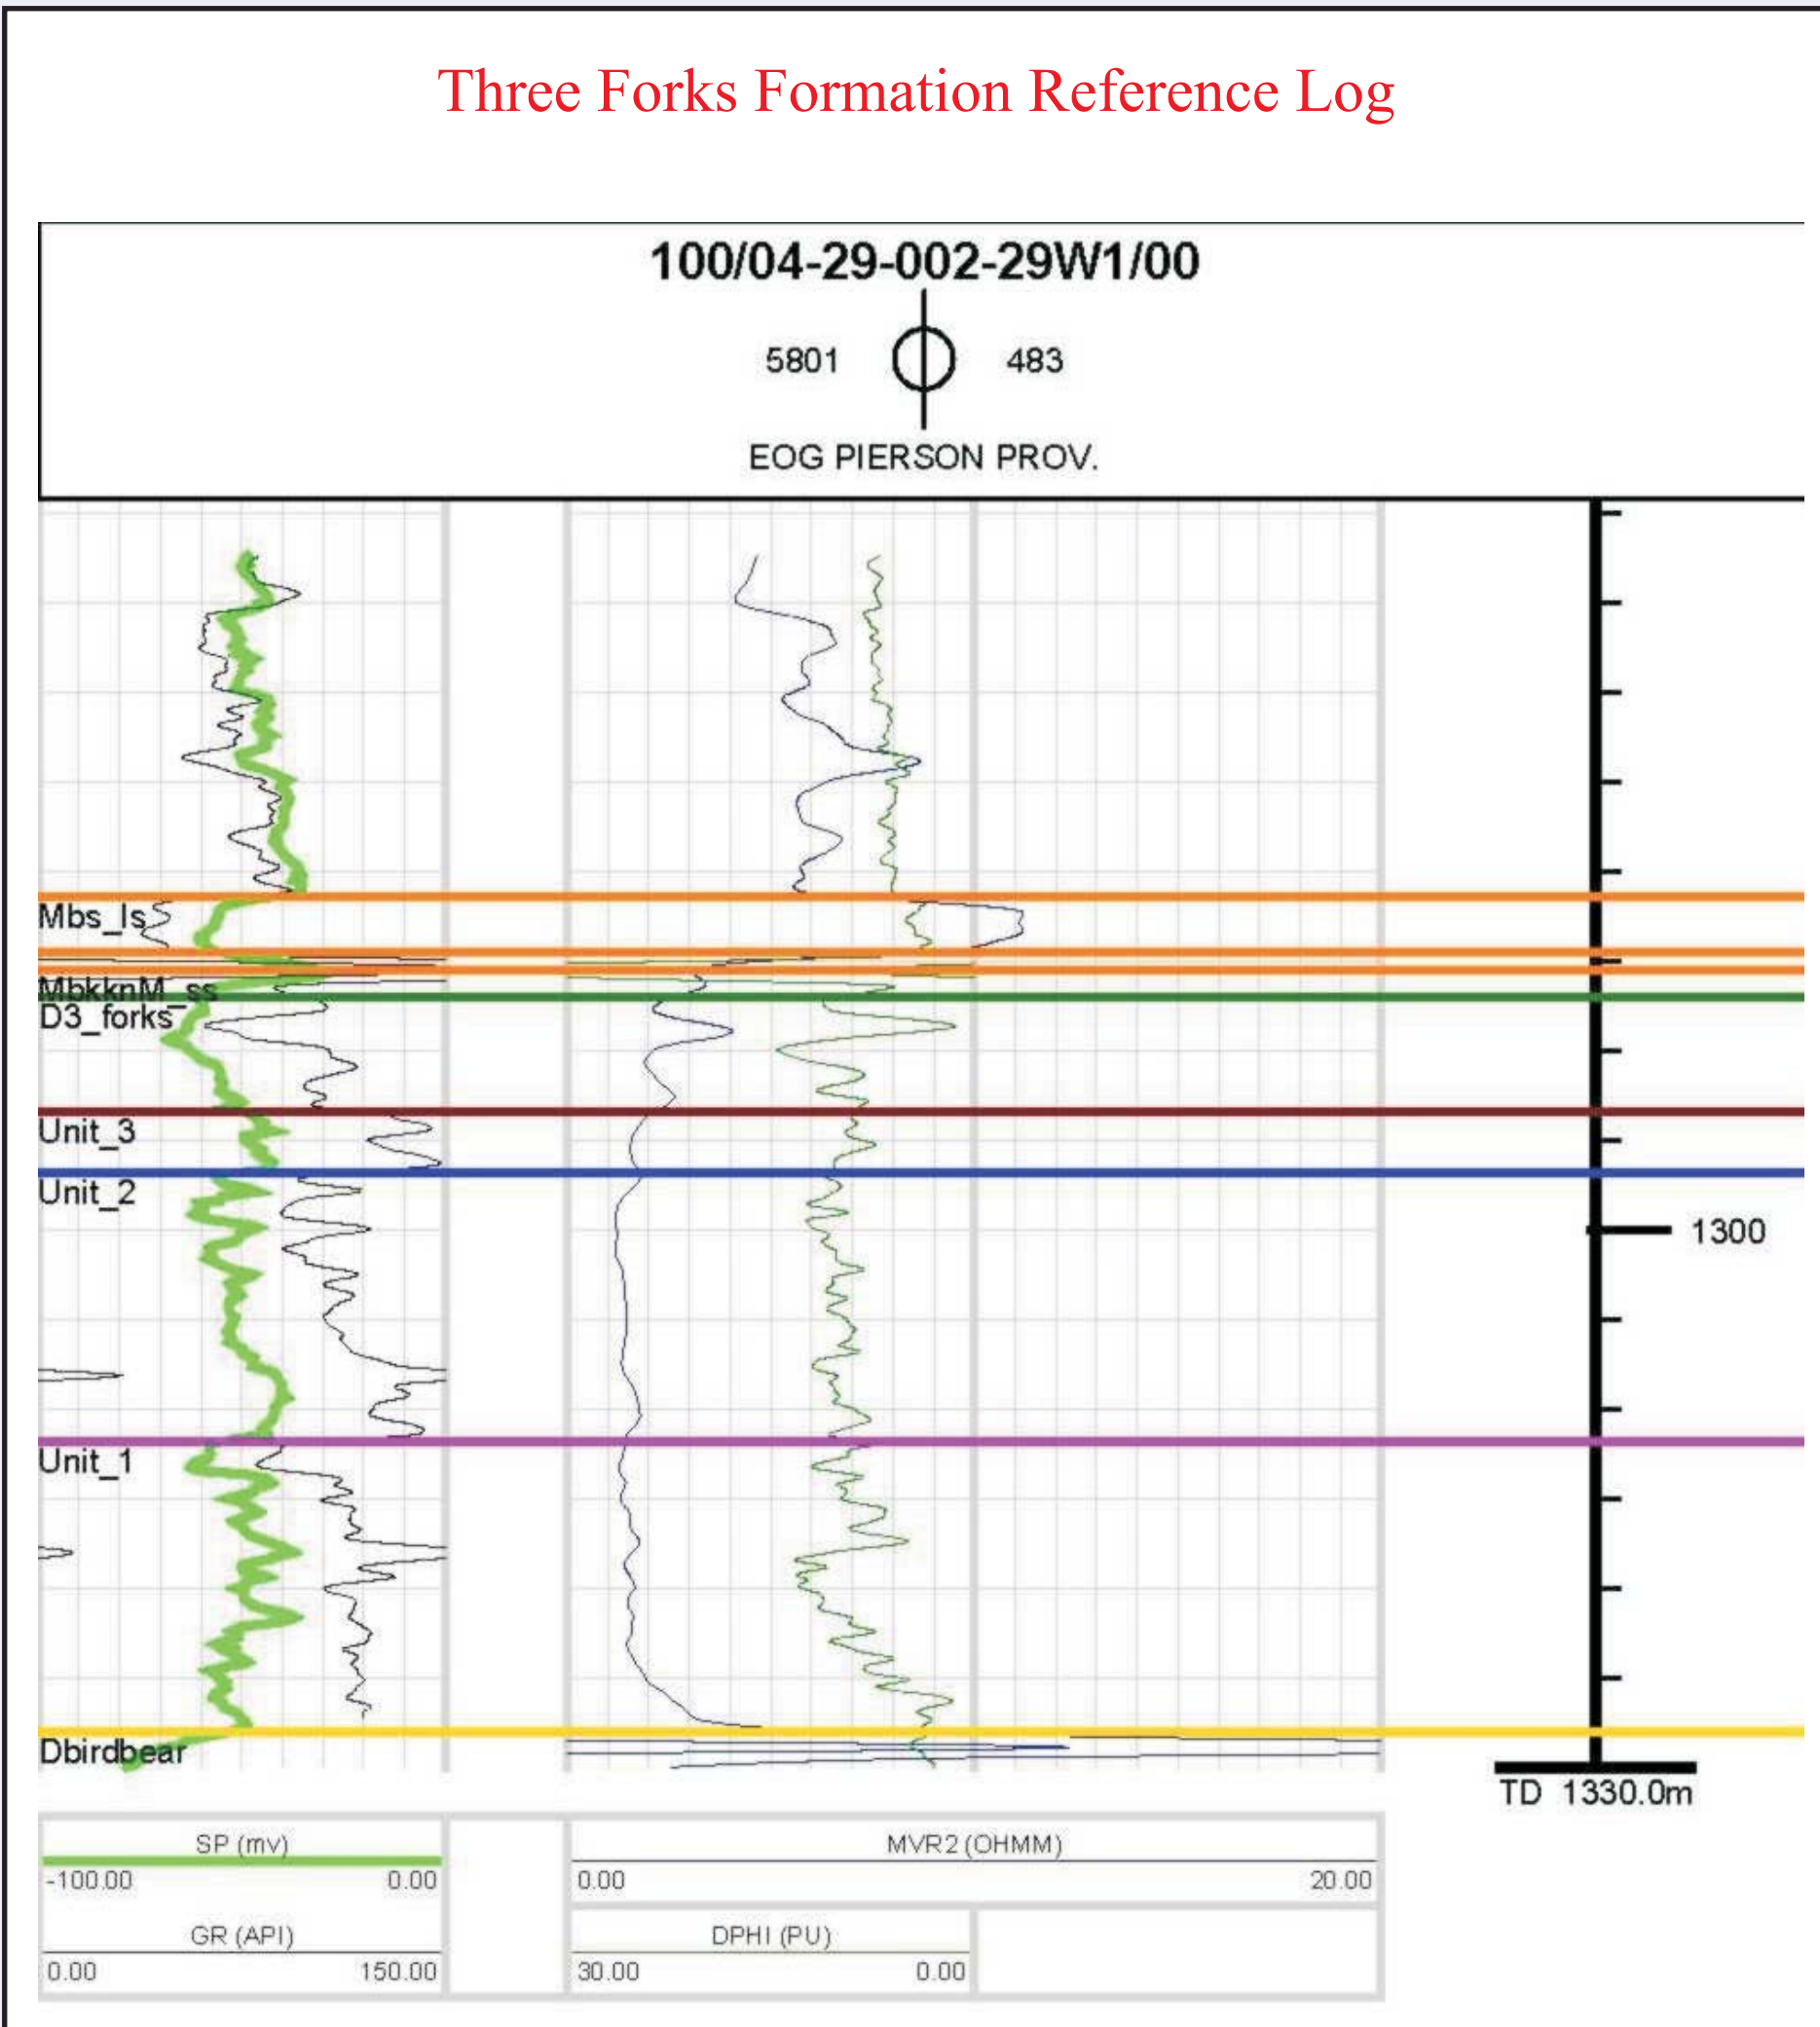 Three Forks Formation Reference Log
100/04-29-002-29W1/00
5801 483
EOG PIERSON PROV.
Mbs_ls
MbkknM_ss
D3_forks
Unit_3
Unit_2
1300
Unit_1
Dbirdbear
TD 1330.0m
SP (mv)
-100.00 0.00
GR (API)
0.00 150.00
MVR2 (OHMM)
0.00 20.00
DPHI (PU)
30.00 0.00